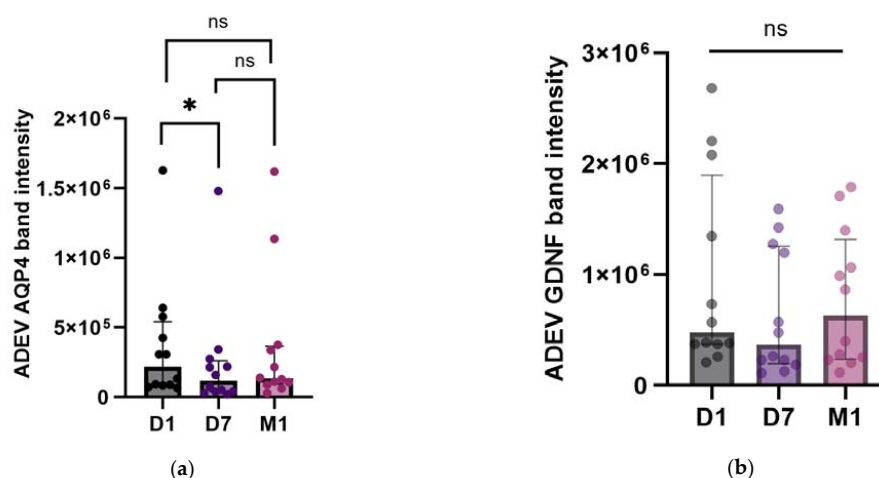 ns
ns
*
ADEV AQP4 band intensity
2×10⁶
1.5×10⁶
1×10⁶
5×10⁵
0
D1 D7 M1
(a)
ns
ADEV GDNF band intensity
3×10⁶
2×10⁶
1×10⁶
0
D1 D7 M1
(b)